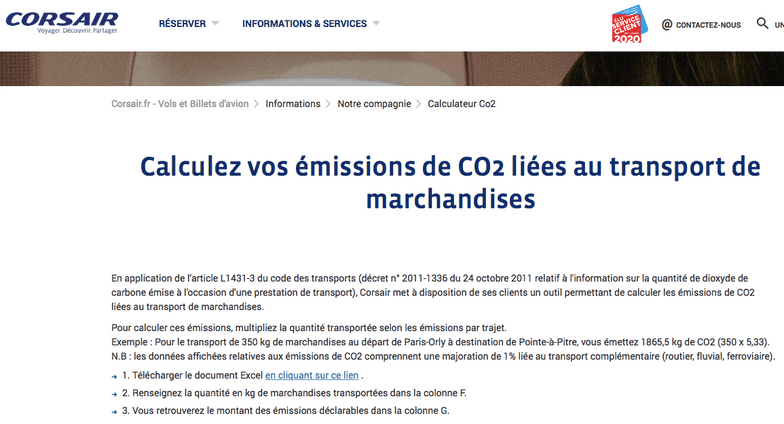 CORSAIR
Voyager. Découvrir. Partager.
RÉSERVER
INFORMATIONS & SERVICES
ÉLU SERVICE CLIENT
2020
@ CONTACTEZ-NOUS
UN
Corsair.fr - Vols et Billets d'avion > Informations > Notre compagnie > Calculateur Co2
Calculez vos émissions de CO2 liées au transport de
marchandises
En application de l'article L1431-3 du code des transports (décret n° 2011-1336 du 24 octobre 2011 relatif à l'information sur la quantité de dioxyde de
carbone émise à l'occasion d'une prestation de transport), Corsair met à disposition de ses clients un outil permettant de calculer les émissions de CO2
liées au transport de marchandises.
Pour calculer ces émissions, multipliez la quantité transportée selon les émissions par trajet.
Exemple : Pour le transport de 350 kg de marchandises au départ de Paris-Orly à destination de Pointe-à-Pitre, vous émettez 1865,5 kg de CO2 (350 x 5,33).
N.B : les données affichées relatives aux émissions de CO2 comprennent une majoration de 1% liée au transport complémentaire (routier, fluvial, ferroviaire).
1. Télécharger le document Excel en cliquant sur ce lien .
2. Renseignez la quantité en kg de marchandises transportées dans la colonne F.
3. Vous retrouverez le montant des émissions déclarables dans la colonne G.